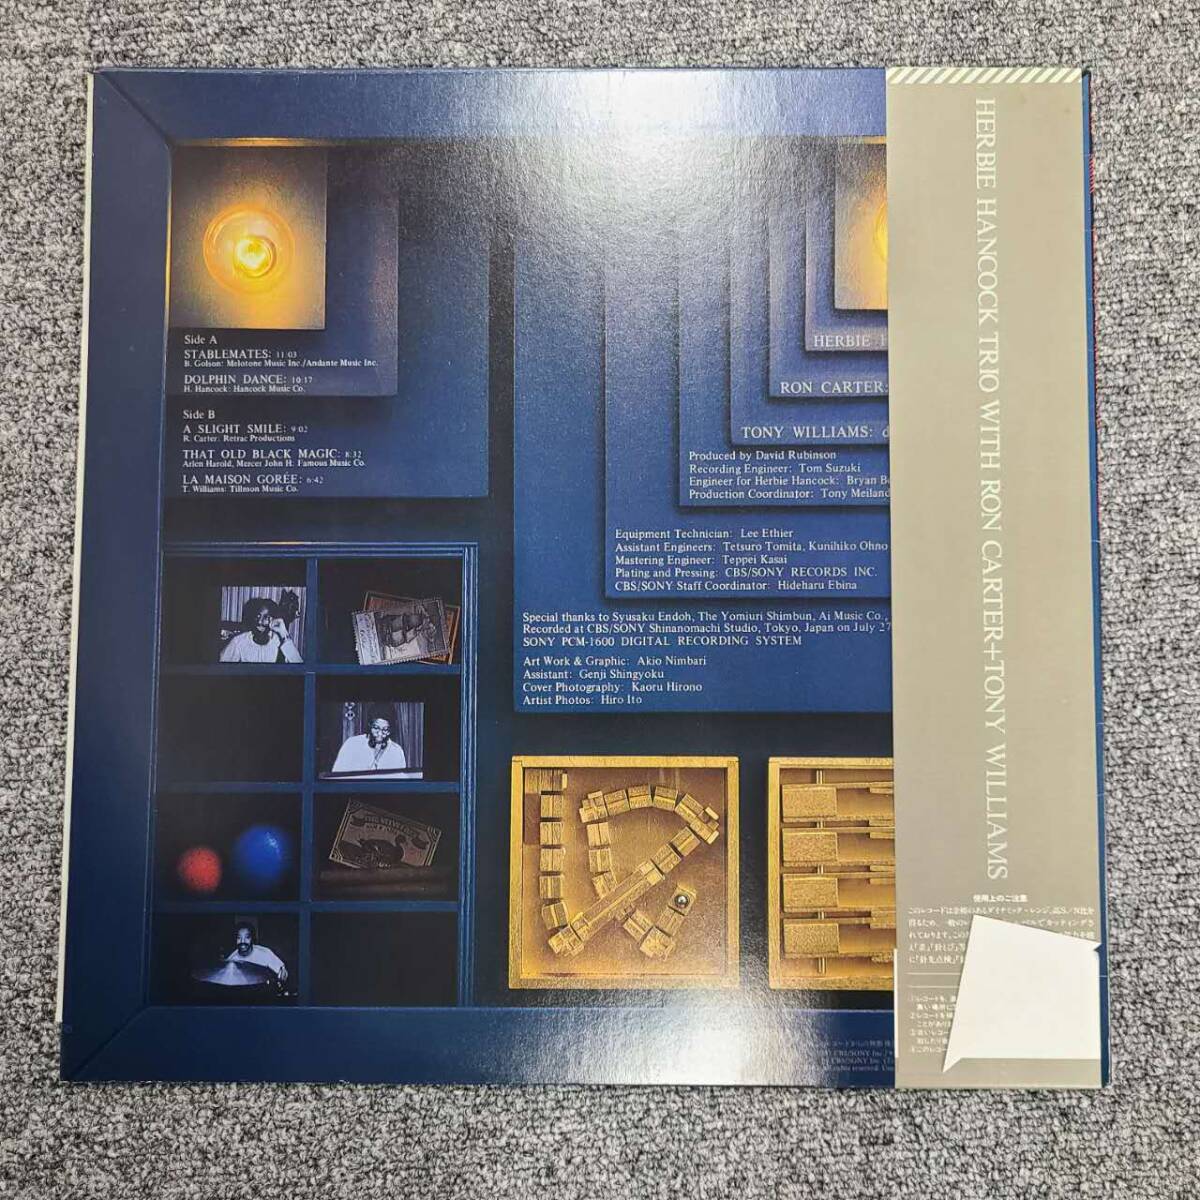 Side A
STABLEMATES: 11:03
B. Golson: Melotone Music Inc./Andante Music Inc.
DOLPHIN DANCE: 10:17
H. Hancock: Hancock Music Co.
Side B
A SLIGHT SMILE: 9:02
R. Carter: Retrac Productions
THAT OLD BLACK MAGIC: 8:32
Arlen Harold, Mercer John H: Famous Music Co.
LA MAISON GORÉE: 6:42
T. Williams: Tillmon Music Co.
HERBIE
RON CARTER:
TONY WILLIAMS:
Produced by David Rubinson
Recording Engineer: Tom Suzuki
Engineer for Herbie Hancock: Bryan
Production Coordinator: Tony Meiland
Equipment Technician: Lee Ethier
Assistant Engineers: Tetsuro Tomita, Kunihiko Ohno
Mastering Engineer: Teppei Kasai
Plating and Pressing: CBS/SONY RECORDS INC.
CBS/SONY Staff Coordinator: Hideharu Ebina
Special thanks to Syusaku Endoh, The Yomiuri Shimbun, Ai Music Co.,
Recorded at CBS/SONY Shinanomachi Studio, Tokyo, Japan on July 27
SONY PCM-1600 DIGITAL RECORDING SYSTEM
Art Work & Graphic: Akio Nimbari
Assistant: Genji Shingyoku
Cover Photography: Kaoru Hirono
Artist Photos: Hiro Ito
HERBIE HANCOCK TRIO WITH RON CARTER+TONY WILLIAMS
使用上のご注意